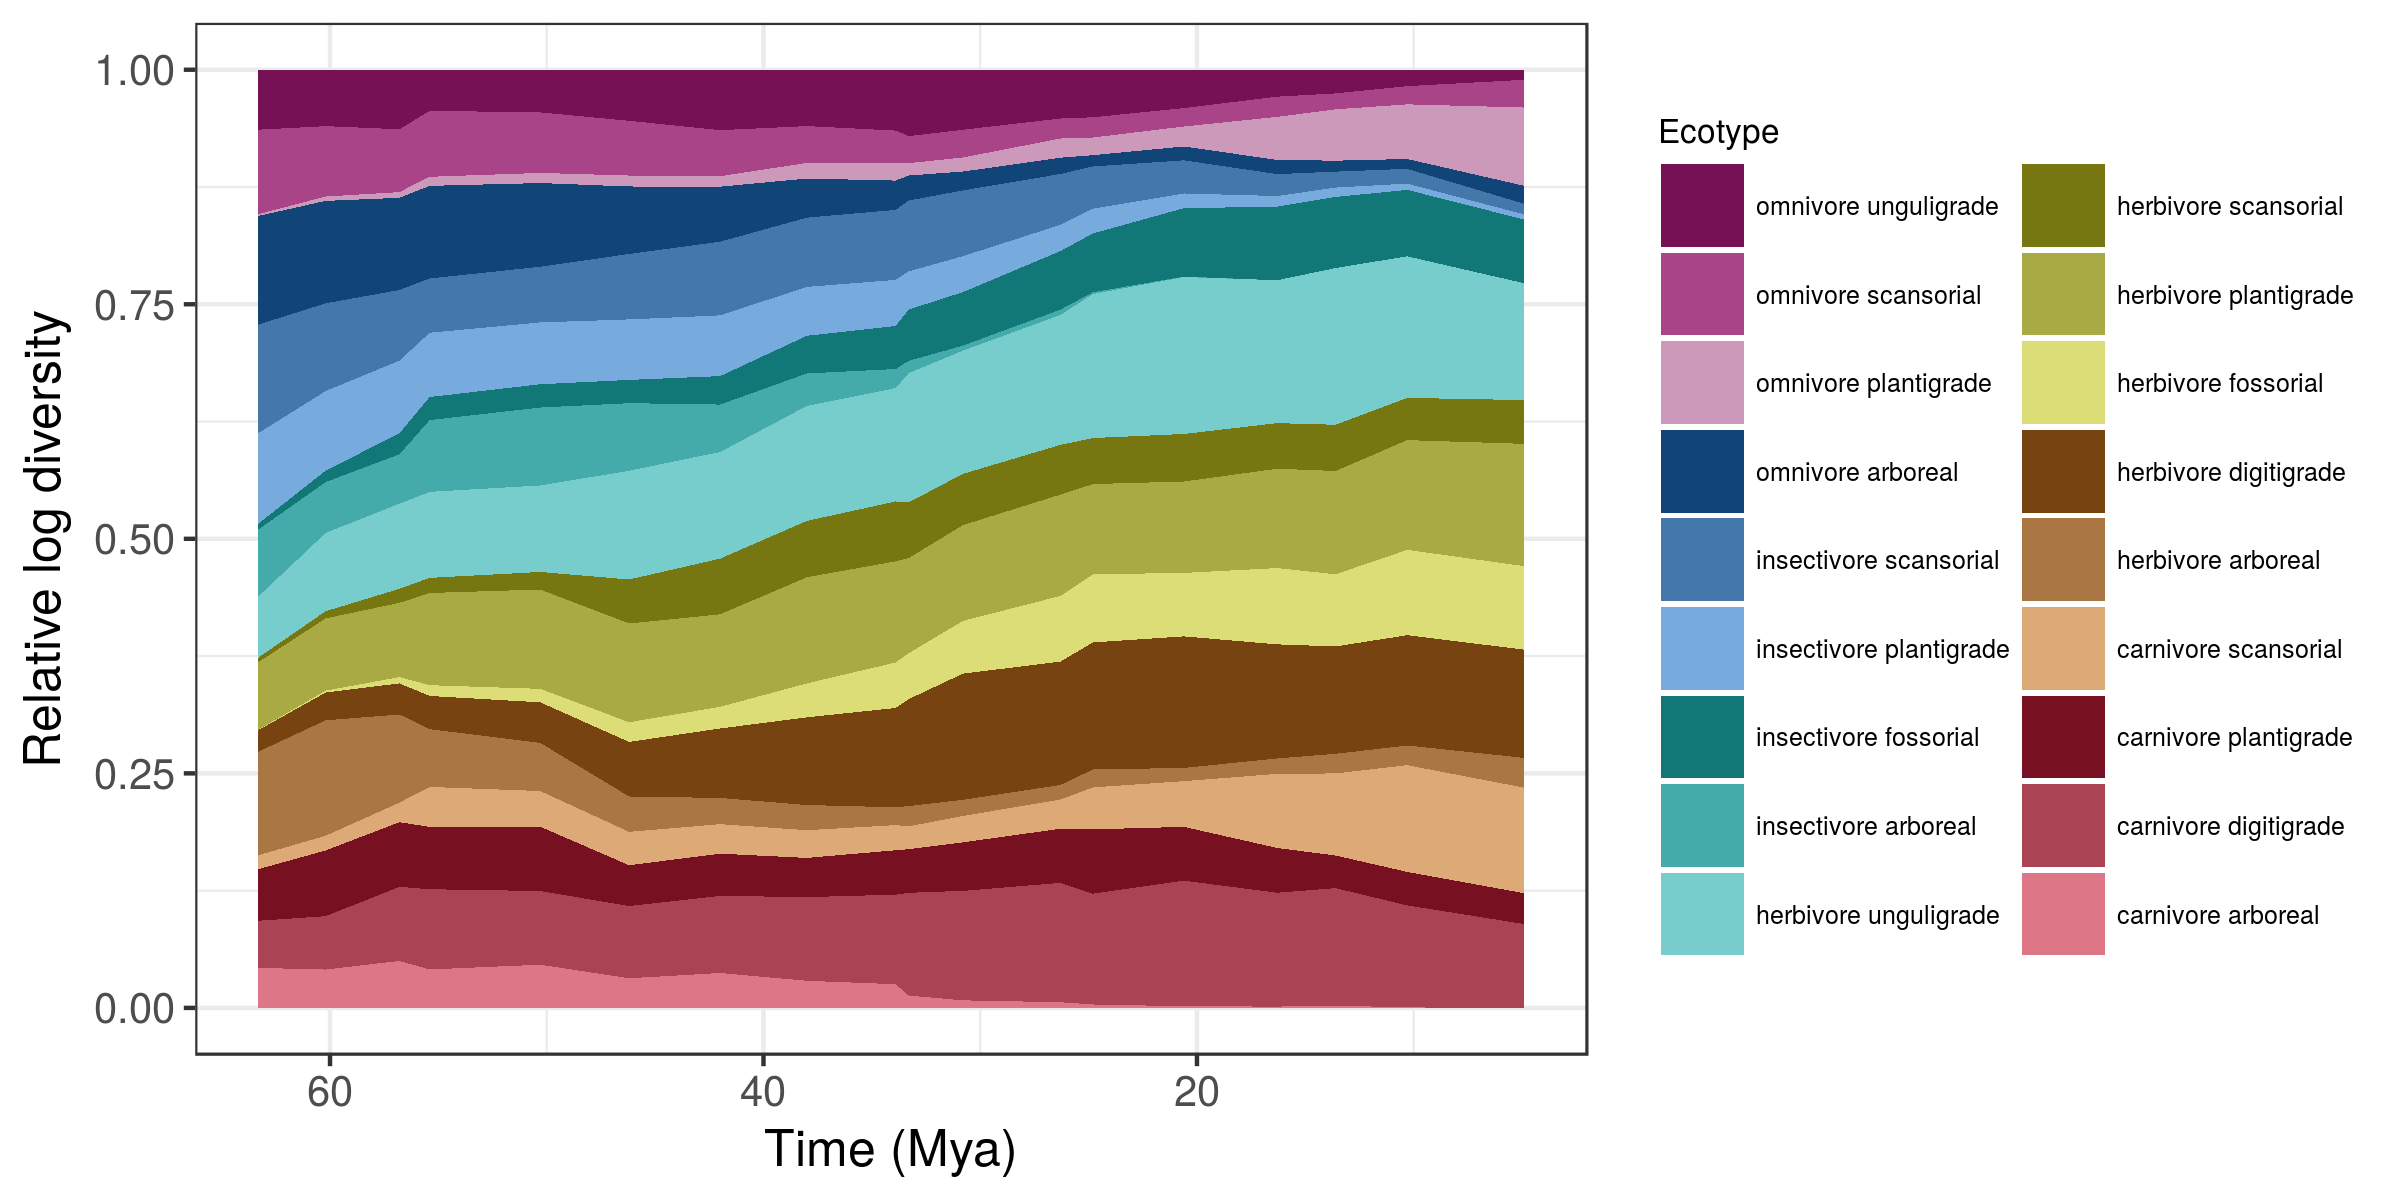 1.00
0.75
0.50
0.25
0.00
Relative log diversity
60
40
20
Time (Mya)
Ecotype
omnivore unguligrade
omnivore scansorial
omnivore plantigrade
omnivore arboreal
insectivore scansorial
insectivore plantigrade
insectivore fossorial
insectivore arboreal
herbivore unguligrade
herbivore scansorial
herbivore plantigrade
herbivore fossorial
herbivore digitigrade
herbivore arboreal
carnivore scansorial
carnivore plantigrade
carnivore digitigrade
carnivore arboreal